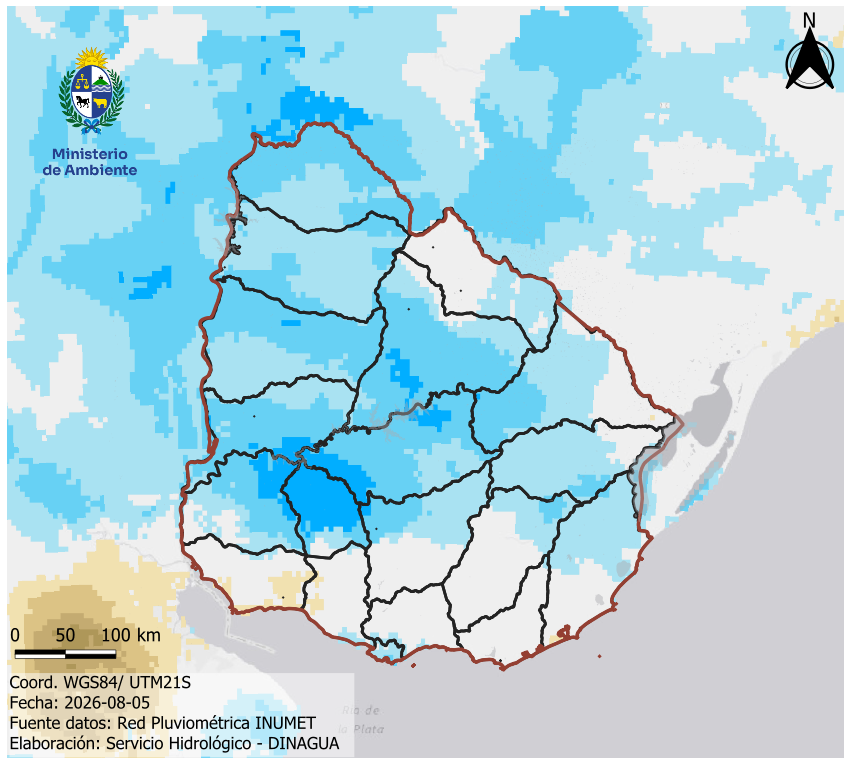 N
Ministerio
de Ambiente
0 50 100 km
Coord. WGS84/ UTM21S
Fecha: 2026-08-05
Fuente datos: Red Pluviométrica INUMET
Elaboración: Servicio Hidrológico - DINAGUA
Río de
la Plata